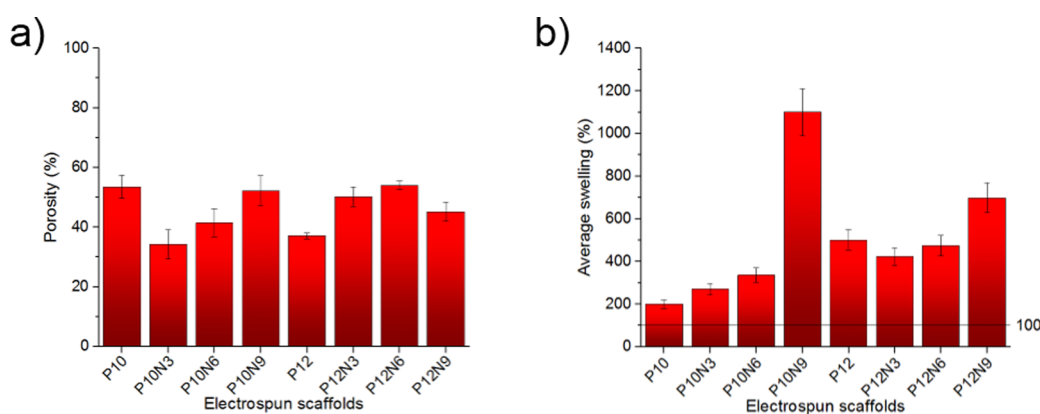 a)
Porosity (%)
100
80
60
40
20
0
P10
P10N3
P10N6
P10N9
P12
P12N3
P12N6
P12N9
Electrospun scaffolds
b)
Average swelling (%)
1400
1200
1000
800
600
400
200
0
100
P10
P10N3
P10N6
P10N9
P12
P12N3
P12N6
P12N9
Electrospun scaffolds